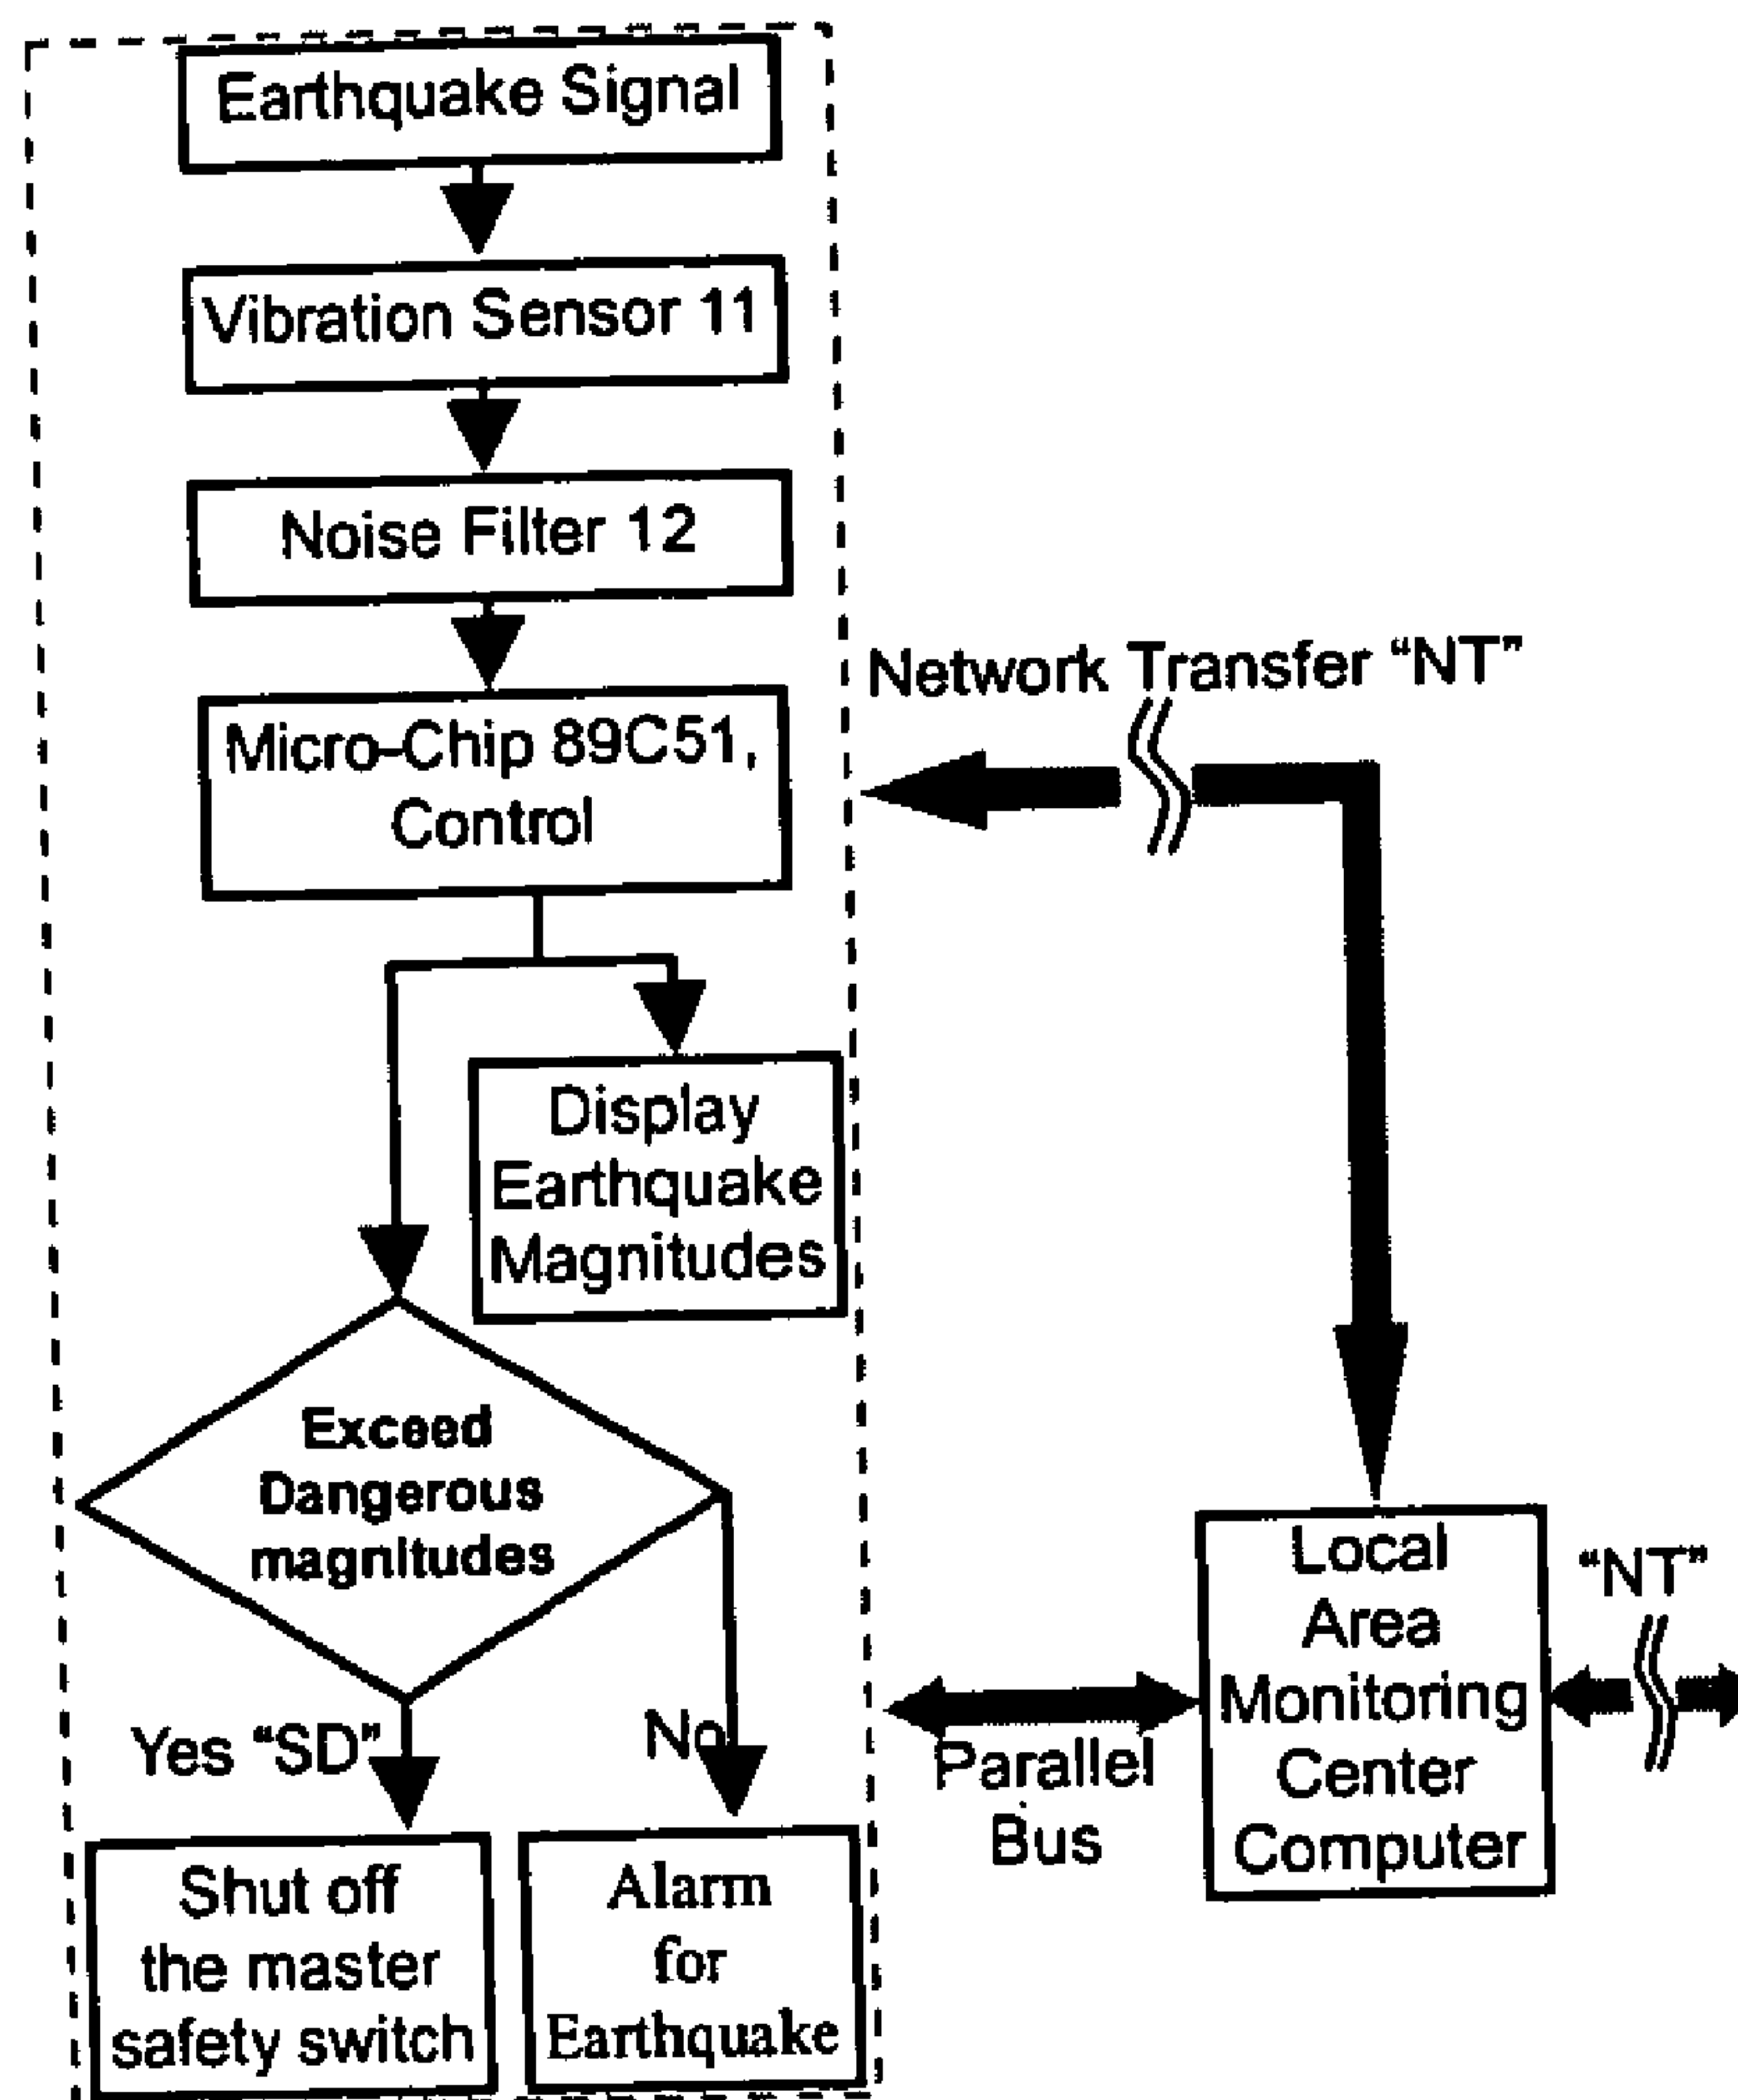 Earthquake Signal
Vibration Sensor 11
Noise Filter 12
Network Transfer “NT”
Micro-Chip 89C51,
Control
Display
Earthquake
Magnitudes
Exceed
Dangerous
magnitudes
Yes “SD”
No
Shut off
the master
safety switch
Alarm
for
Earthquake
Parallel
Bus
Local
Area
Monitoring
Center
Computer
“NT”